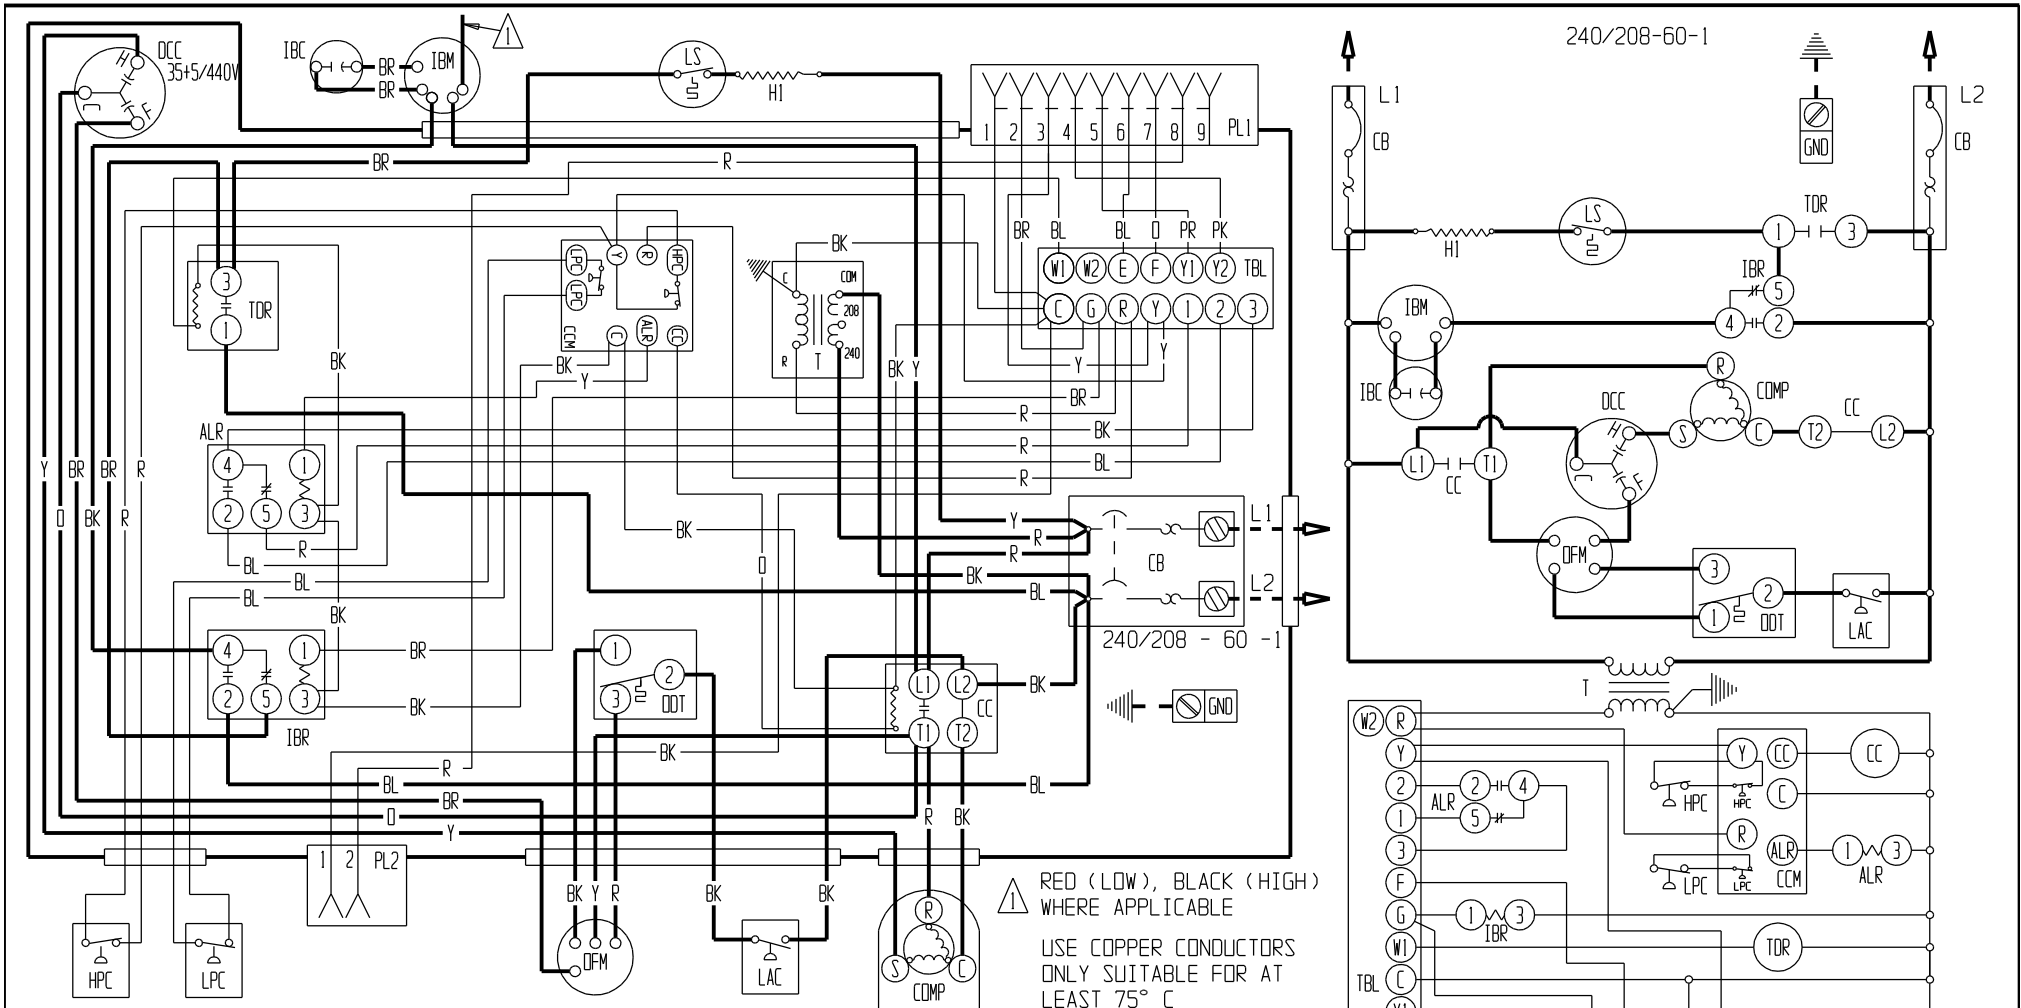 DCC
35+5/440V
H
C
F
IBC
BR
BR
IBM
1
LS
H1
1 2 3 4 5 6 7 8 9 PL1
BR
R
BR BL BL O PR PK
W1 W2 E F Y1 Y2 TBL
C G R Y 1 2 3
3
1
TDR
BK
LPC
LPC
Y
R
HPC
C
ALR
CC
CCM
BK
Y
BK
C
COM
208
240
R
T
BK Y
Y
Y
BR
R
BK
R
BL
R
ALR
4 1
2 5 3
R
BL
BL
BL
BK
Y BR BR R
O BK R
BK
O
Y
R
R
BK
BL
CB
L1
L2
240/208 - 60 -1
4 1
2 5 3
IBR
BR
BK
1
2
3
ODT
BK
R
BL
BR
O
Y
L1 L2
CC
T1 T2
BK
GND
BL
R BK
1 2 PL2
BK Y R
BK
BK
HPC
LPC
OFM
LAC
R
S
C
COMP
1 RED (LOW), BLACK (HIGH)
WHERE APPLICABLE
USE COPPER CONDUCTORS
ONLY SUITABLE FOR AT
LEAST 75° C
240/208-60-1
L1
CB
GND
L2
CB
H1
LS
1 3
TDR
IBR
5
4 2
IBM
IBC
R
COMP
S
C
CC
T2 L2
DCC
H
C
F
L1 T1
CC
OFM
3
2
1
ODT
LAC
T
W2 R
Y
2
1
3
F
G
W1
TBL C
Y1
2 4
ALR
5
1 3
IBR
HPC
LPC
Y CC
HPC
C
R
ALR
LPC
CCM
CC
1 3
ALR
TDR